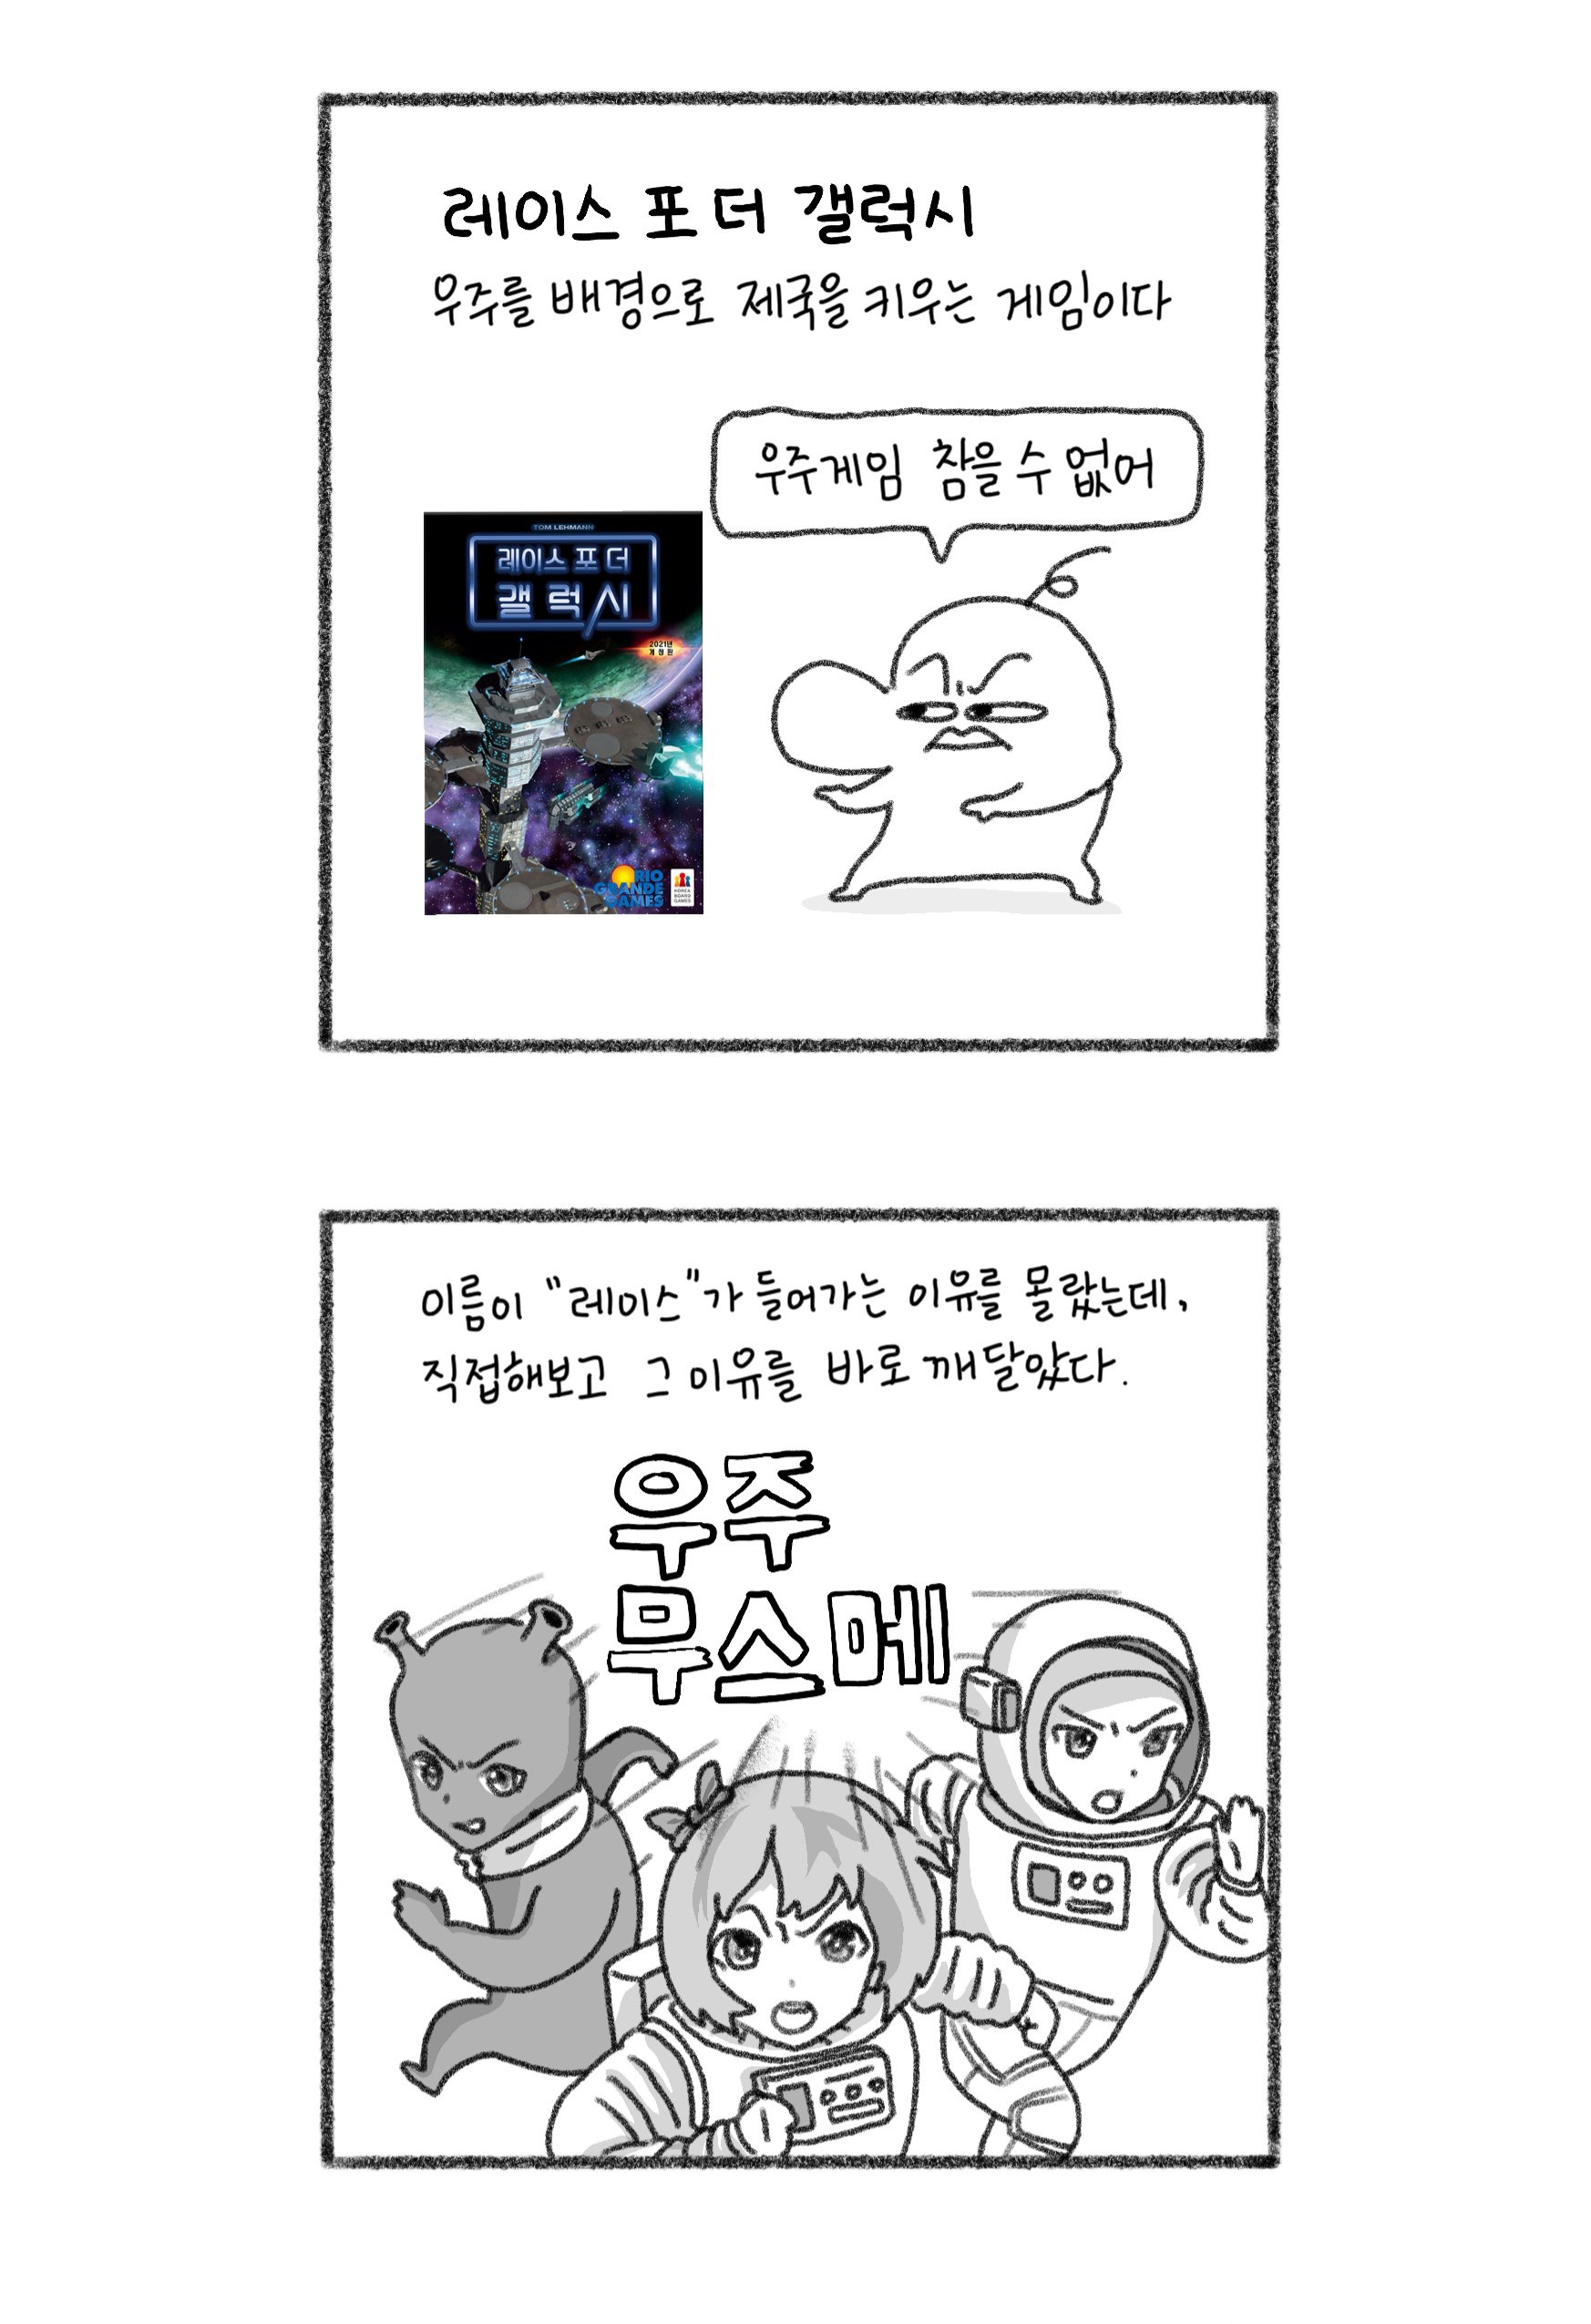 레이스 포 더 갤럭시
우주를 배경으로 제국을 키우는 게임이다
우주게임 참을 수 없어
TOM LEHMANN
레이스 포 더
갤럭시
2021년
개정판
RIO
GRANDE
GAMES
KOREA
BOARD
GAMES
이름이 "레이스"가 들어가는 이유를 몰랐는데,
직접해보고 그 이유를 바로 깨달았다.
우주
무스메